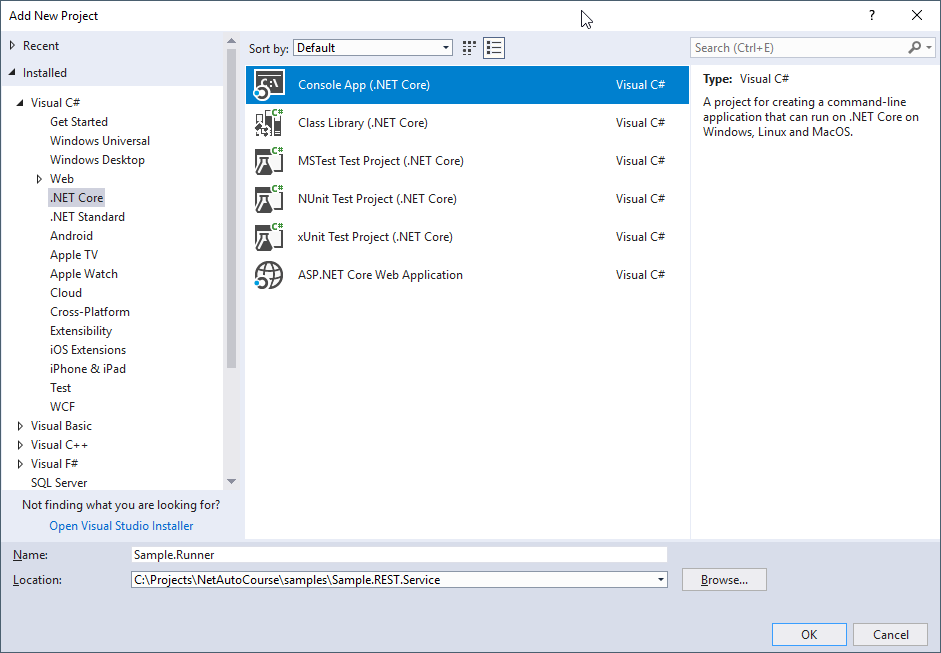 Add New Project
?
Recent
Installed
Visual C#
Get Started
Windows Universal
Windows Desktop
Web
.NET Core
.NET Standard
Android
Apple TV
Apple Watch
Cloud
Cross-Platform
Extensibility
iOS Extensions
iPhone & iPad
Test
WCF
Visual Basic
Visual C++
Visual F#
SQL Server
Not finding what you are looking for?
Open Visual Studio Installer
Sort by: Default
Console App (.NET Core) Visual C#
Class Library (.NET Core) Visual C#
MSTest Test Project (.NET Core) Visual C#
NUnit Test Project (.NET Core) Visual C#
xUnit Test Project (.NET Core) Visual C#
ASP.NET Core Web Application Visual C#
Search (Ctrl+E)
Type: Visual C#
A project for creating a command-line
application that can run on .NET Core on
Windows, Linux and MacOS.
Name: Sample.Runner
Location: C:\Projects\NetAutoCourse\samples\Sample.REST.Service
Browse...
OK Cancel